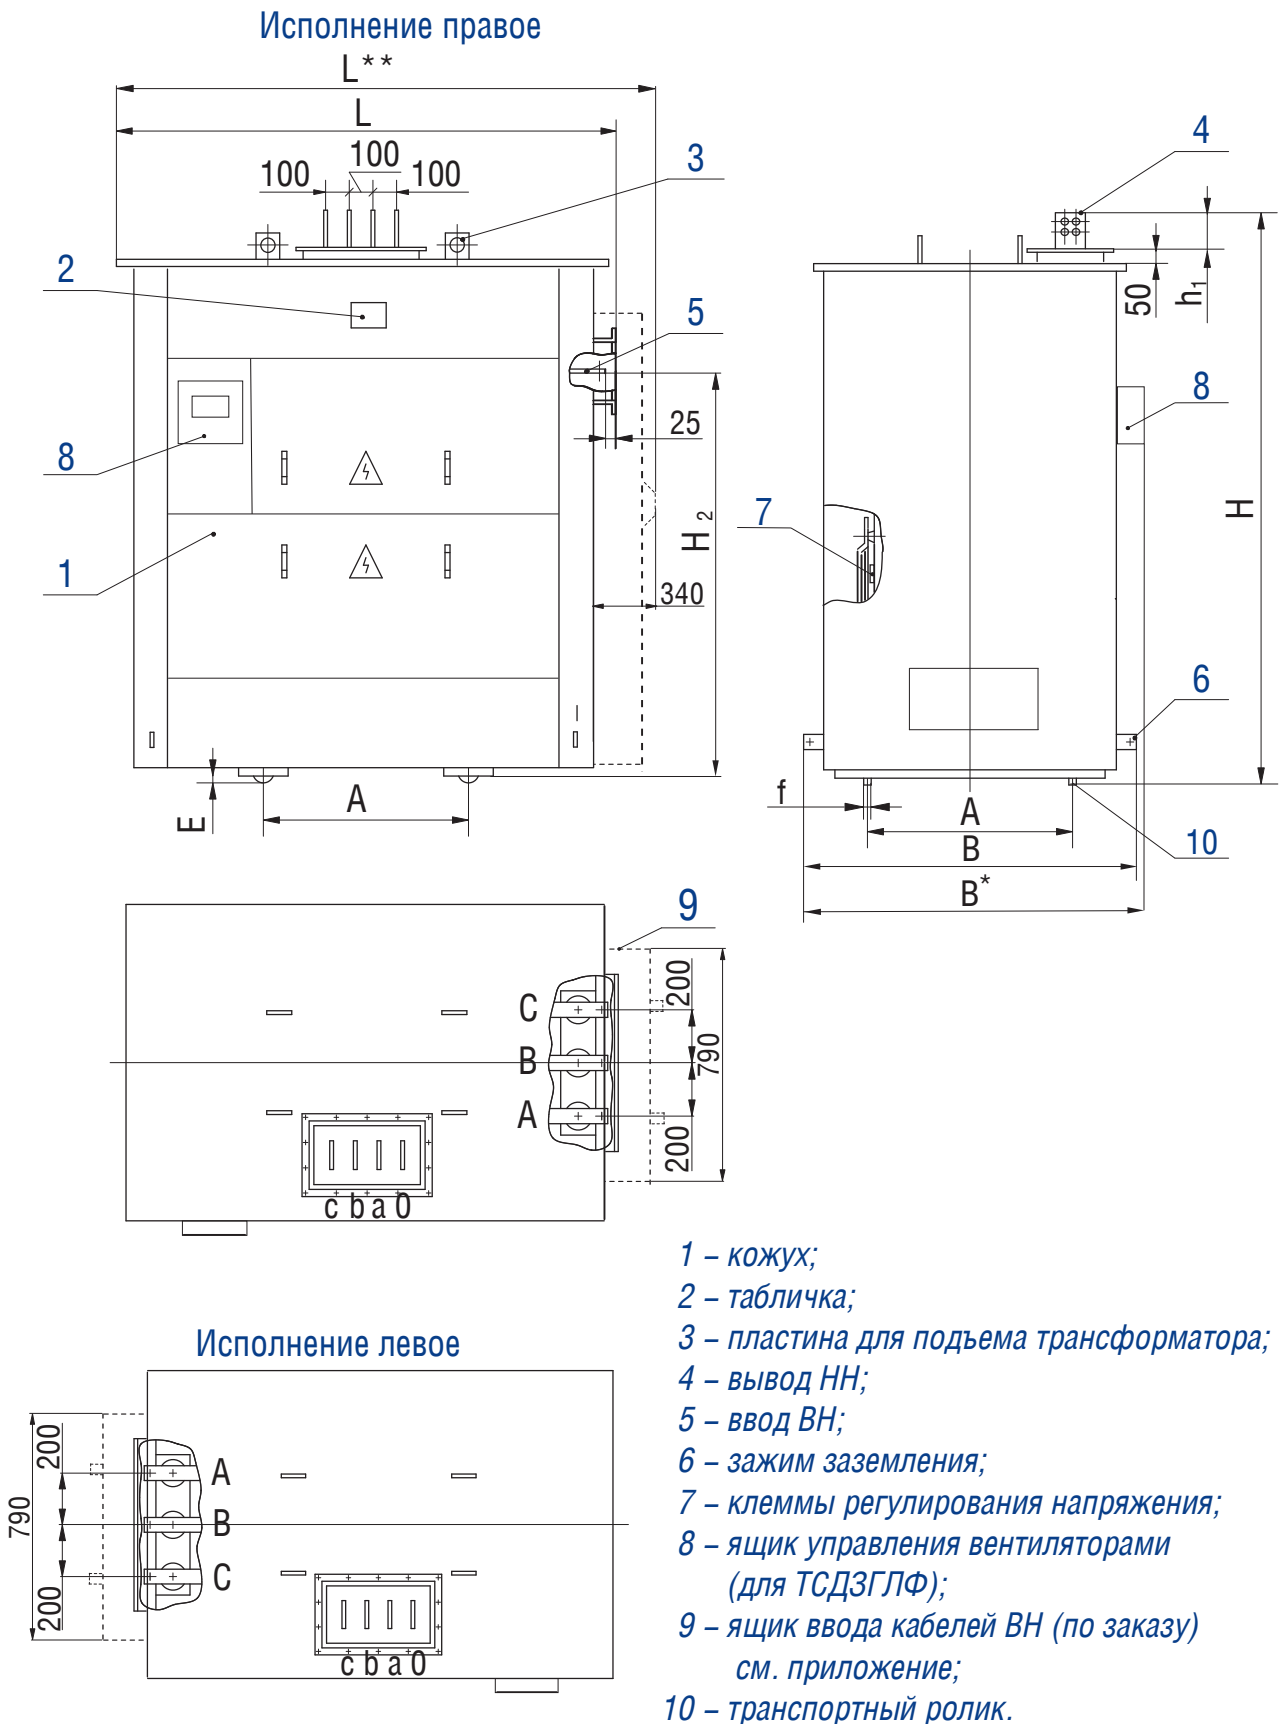 Исполнение правое
L**
L
100
100
100
3
4
2
5
50
h1
8
25
8
H
7
H 2
1
340
6
E
A
f
A
B
10
B*
9
C
200
B
790
A
200
c b a 0
1 – кожух;
2 – табличка;
3 – пластина для подъема трансформатора;
4 – вывод НН;
5 – ввод ВН;
6 – зажим заземления;
7 – клеммы регулирования напряжения;
8 – ящик управления вентиляторами
(для ТСДЗГЛФ);
9 – ящик ввода кабелей ВН (по заказу)
см. приложение;
10 – транспортный ролик.
Исполнение левое
200
A
790
B
C
200
c b a 0